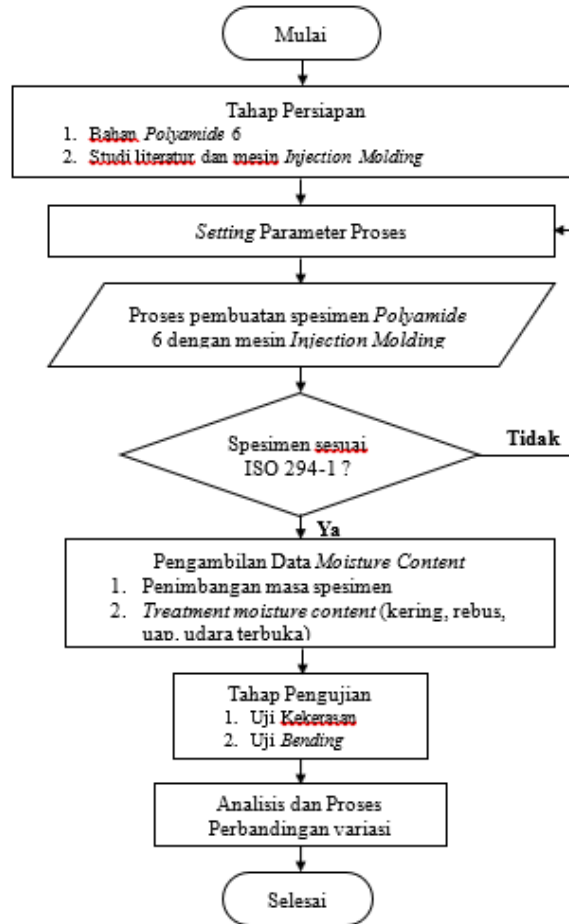 Mulai
Tahap Persiapan
1. Bahan Polyamide 6
2. Studi literatur dan mesin Injection Molding
Setting Parameter Proses
Proses pembuatan spesimen Polyamide
6 dengan mesin Injection Molding
Spesimen sesuai
ISO 294-1 ?
Tidak
Ya
Pengambilan Data Moisture Content
1. Penimbangan masa spesimen
2. Treatment moisture content (kering, rebus,
uap, udara terbuka)
Tahap Pengujian
1. Uji Kekerasan
2. Uji Bending
Analisis dan Proses
Perbandingan variasi
Selesai